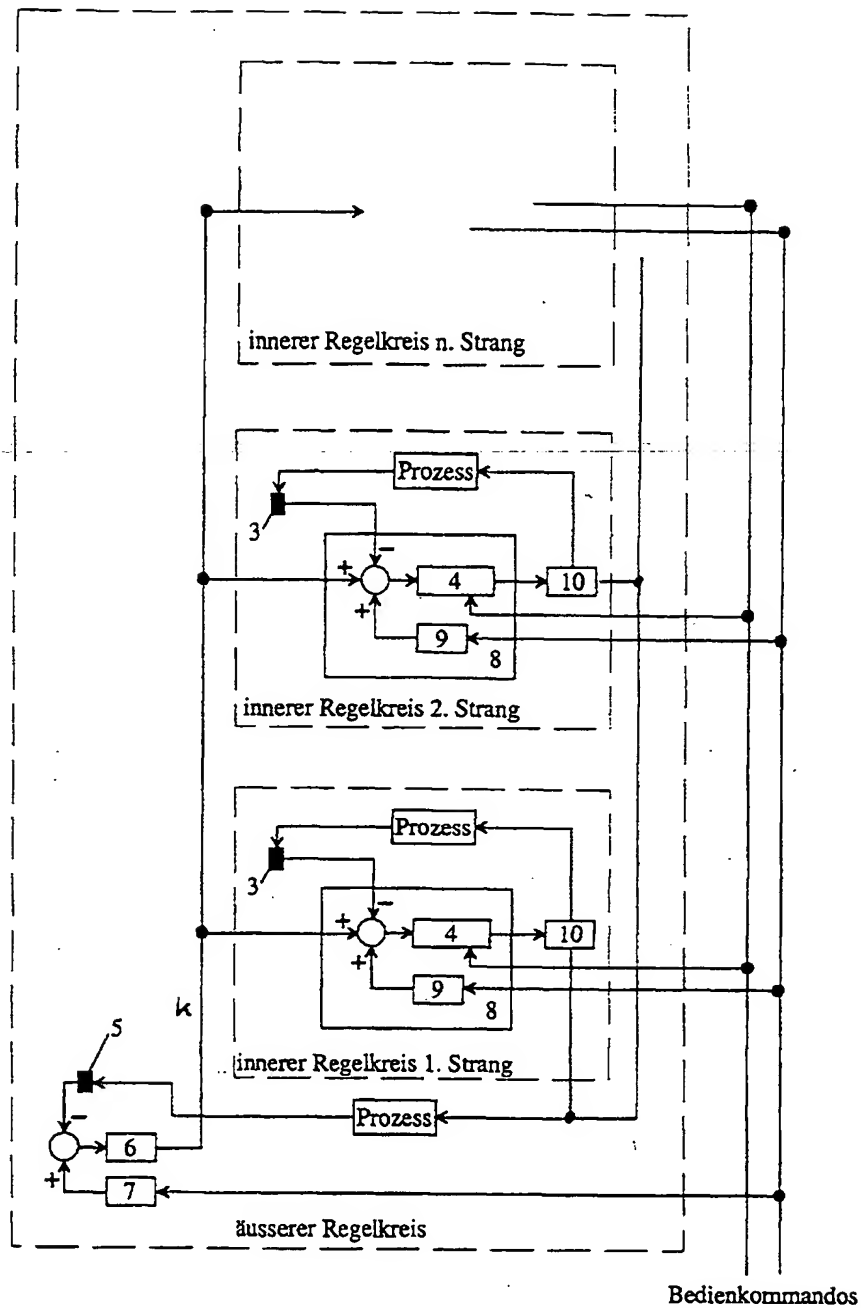 innerer Regelkreis n. Strang
Prozess
3
−
+
4
10
+
9
8
innerer Regelkreis 2. Strang
Prozess
3
−
+
4
10
+
9
8
k
innerer Regelkreis 1. Strang
5
−
Prozess
6
+
7
äusserer Regelkreis
Bedienkommandos